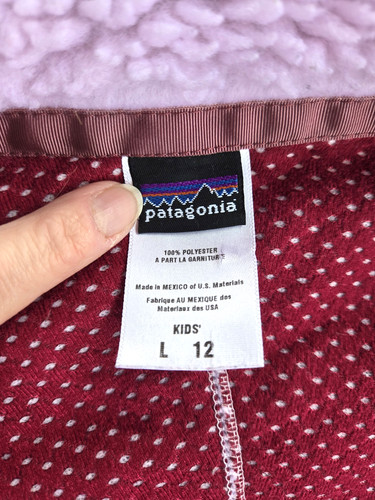 patagonia
100% POLYESTER
A PART LA GARNITURE
Made in MEXICO of U.S. Materials
Fabrique AU MEXIQUE des
Materiaux des USA
KIDS'
L 12